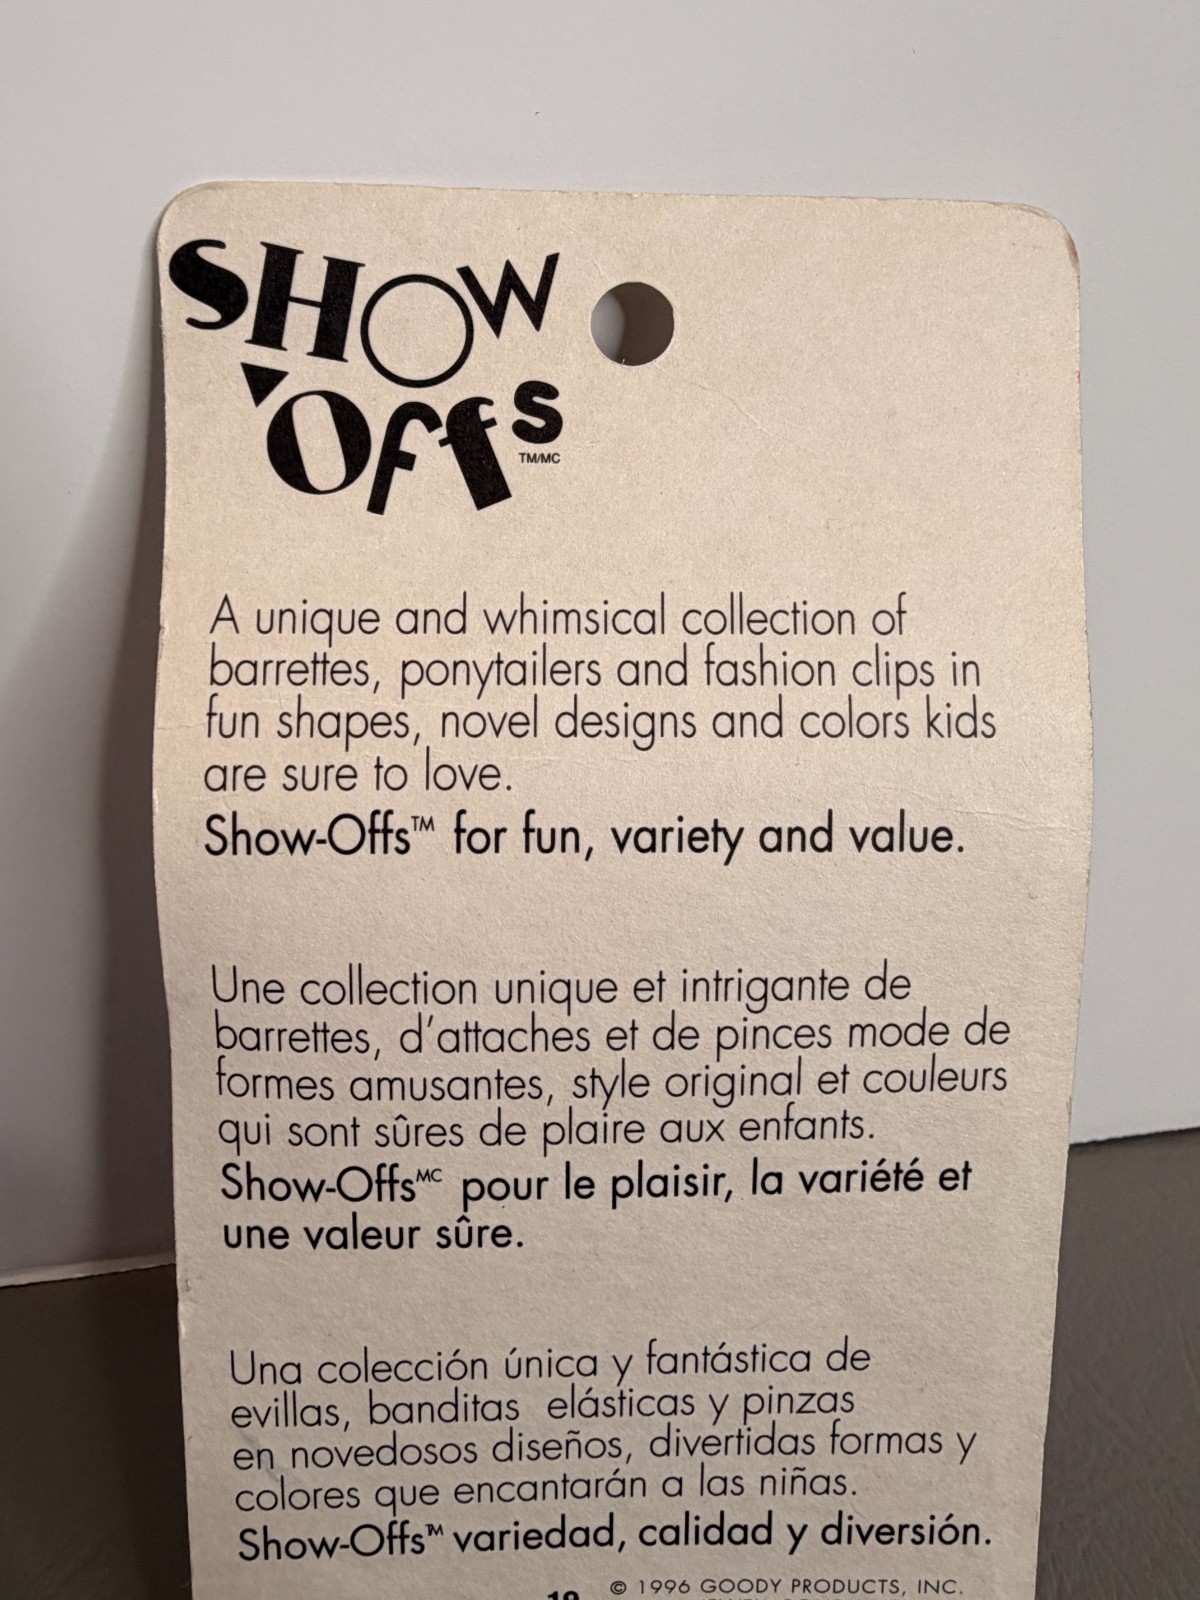 SHOW
OFFS
TM/MC
A unique and whimsical collection of
barrettes, ponytailers and fashion clips in
fun shapes, novel designs and colors kids
are sure to love.
Show-Offs™ for fun, variety and value.
Une collection unique et intrigante de
barrettes, d'attaches et de pinces mode de
formes amusantes, style original et couleurs
qui sont sûres de plaire aux enfants.
Show-Offs MC pour le plaisir, la variété et
une valeur sûre.
Una colección única y fantástica de
evillas, banditas elásticas y pinzas
en novedosos diseños, divertidas formas y
colores que encantarán a las niñas.
Show-Offs™ variedad, calidad y diversión.
© 1996 GOODY PRODUCTS, INC.